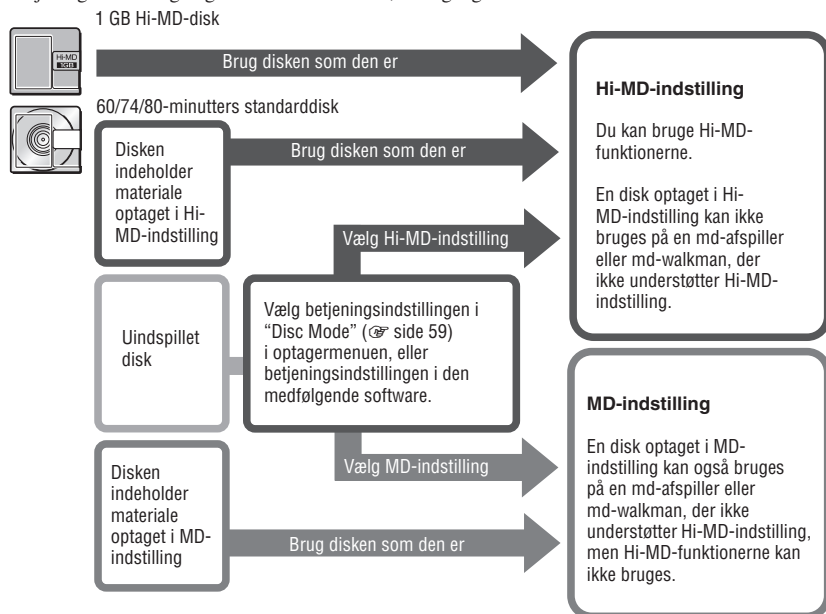 1 GB Hi-MD-disk
Hi-MD
1GB
Brug disken som den er
60/74/80-minutters standarddisk
Disken
indeholder
materiale
optaget i Hi-
MD-indstilling
Brug disken som den er
Vælg Hi-MD-indstilling
Hi-MD-indstilling
Du kan bruge Hi-MD-
funktionerne.
En disk optaget i Hi-
MD-indstilling kan ikke
bruges på en md-afspiller
eller md-walkman, der
ikke understøtter Hi-MD-
indstilling.
Uindspillet
disk
Vælg betjeningsindstillingen i
"Disc Mode" (☞ side 59)
i optagermenuen, eller
betjeningsindstillingen i den
medfølgende software.
Vælg MD-indstilling
Disken
indeholder
materiale
optaget i MD-
indstilling
Brug disken som den er
MD-indstilling
En disk optaget i MD-
indstilling kan også bruges
på en md-afspiller eller
md-walkman, der ikke
understøtter Hi-MD-indstilling,
men Hi-MD-funktionerne kan
ikke bruges.